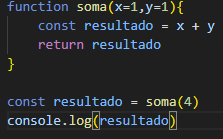 function soma(x=1,y=1){
    const resultado = x + y
    return resultado
}

const resultado = soma(4)
console.log(resultado)